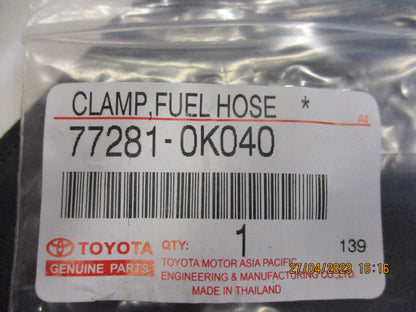 CLAMP,FUEL HOSE *
A1
77281-0K040
TOYOTA
GENUINE PARTS
QTY: 1 139
TOYOTA MOTOR ASIA PACIFIC
ENGINEERING & MANUFACTURING CO.,LTD.
MADE IN THAILAND
27/04/2023 16:16